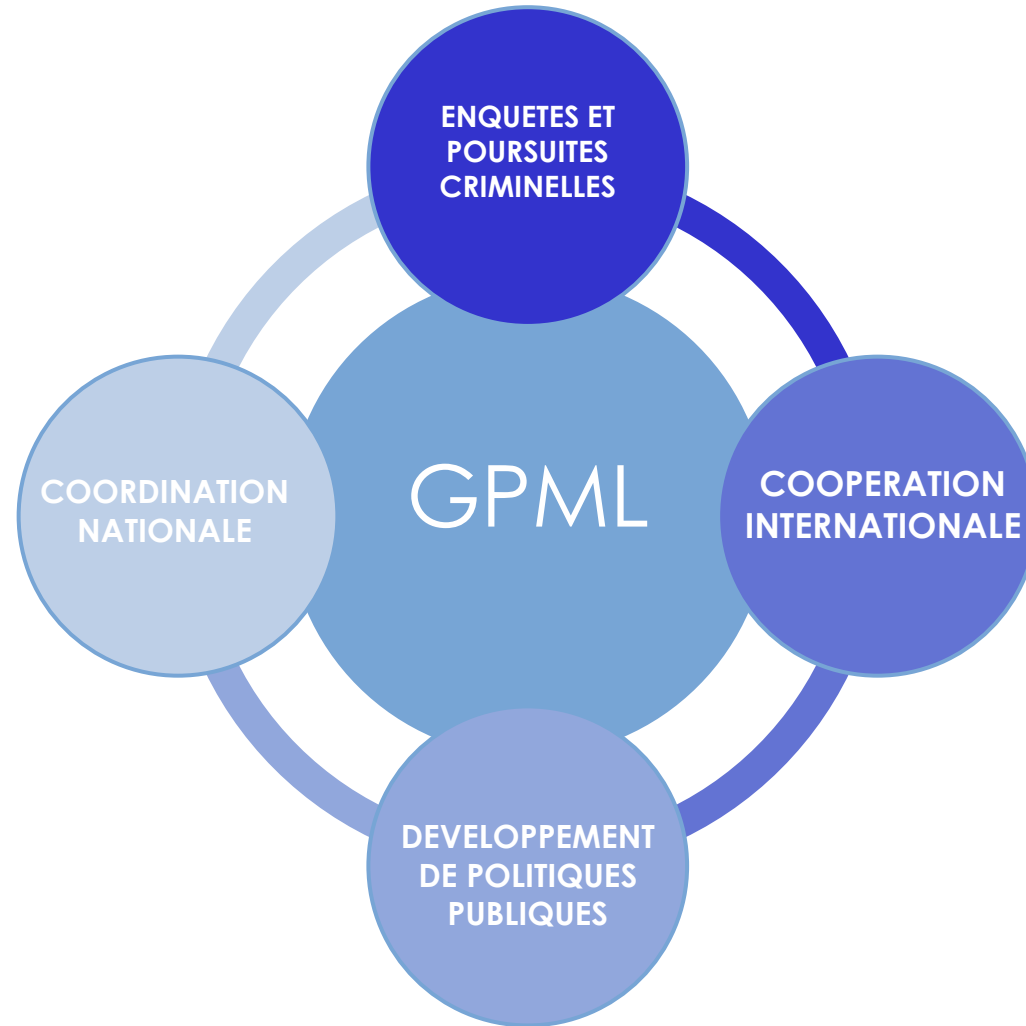 ENQUETES ET
POURSUITES
CRIMINELLES
COORDINATION
NATIONALE
GPML
COOPERATION
INTERNATIONALE
DEVELOPPEMENT
DE POLITIQUES
PUBLIQUES